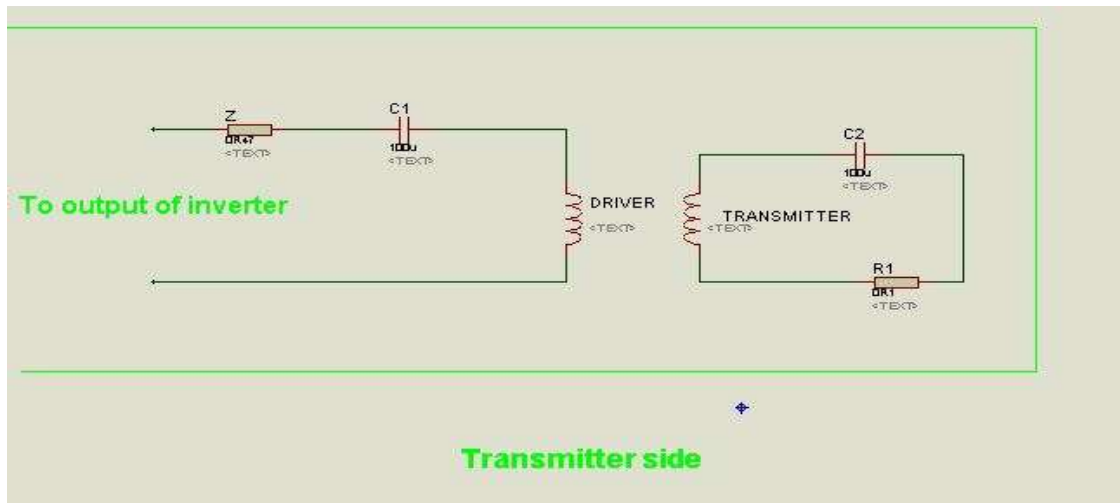 Z
0R47
<TEXT>
C1
100u
<TEXT>
C2
100u
<TEXT>
To output of inverter
DRIVER
<TEXT>
TRANSMITTER
<TEXT>
R1
0R1
<TEXT>
Transmitter side